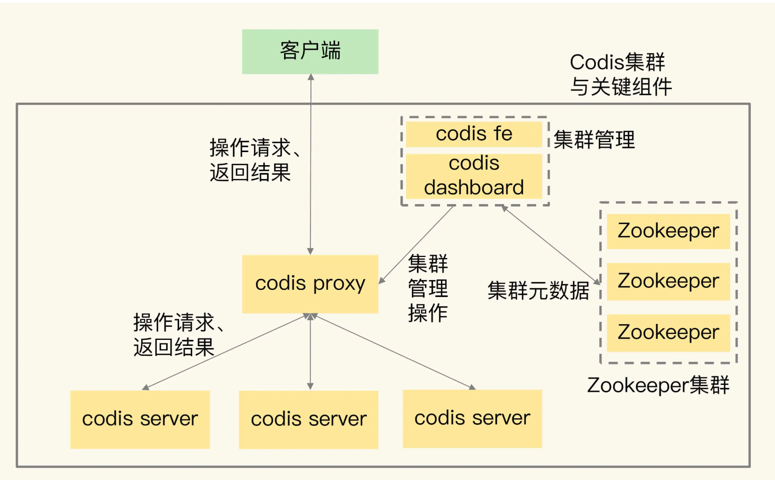 客户端
Codis集群
与关键组件
操作请求、
返回结果
codis fe
codis
dashboard
集群管理
Zookeeper
Zookeeper
Zookeeper
Zookeeper集群
codis proxy
集群
管理
操作
集群元数据
操作请求、
返回结果
codis server
codis server
codis server